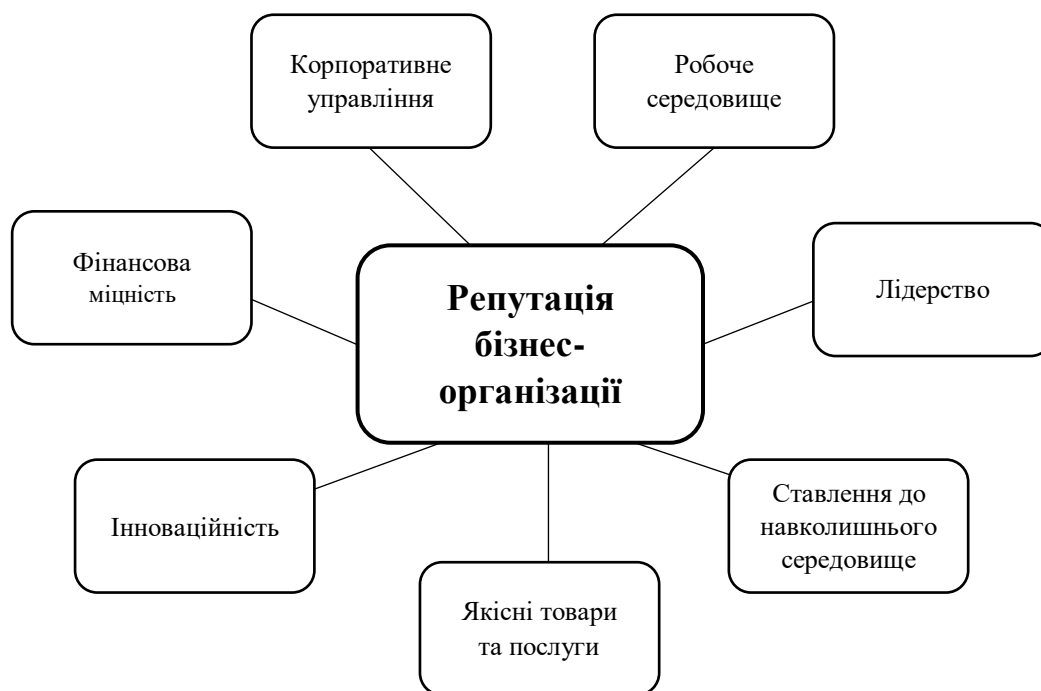 Корпоративне
управління
Робоче
середовище
Фінансова
міцність
Репутація
бізнес-
організації
Лідерство
Інноваційність
Ставлення до
навколишнього
середовище
Якісні товари
та послуги